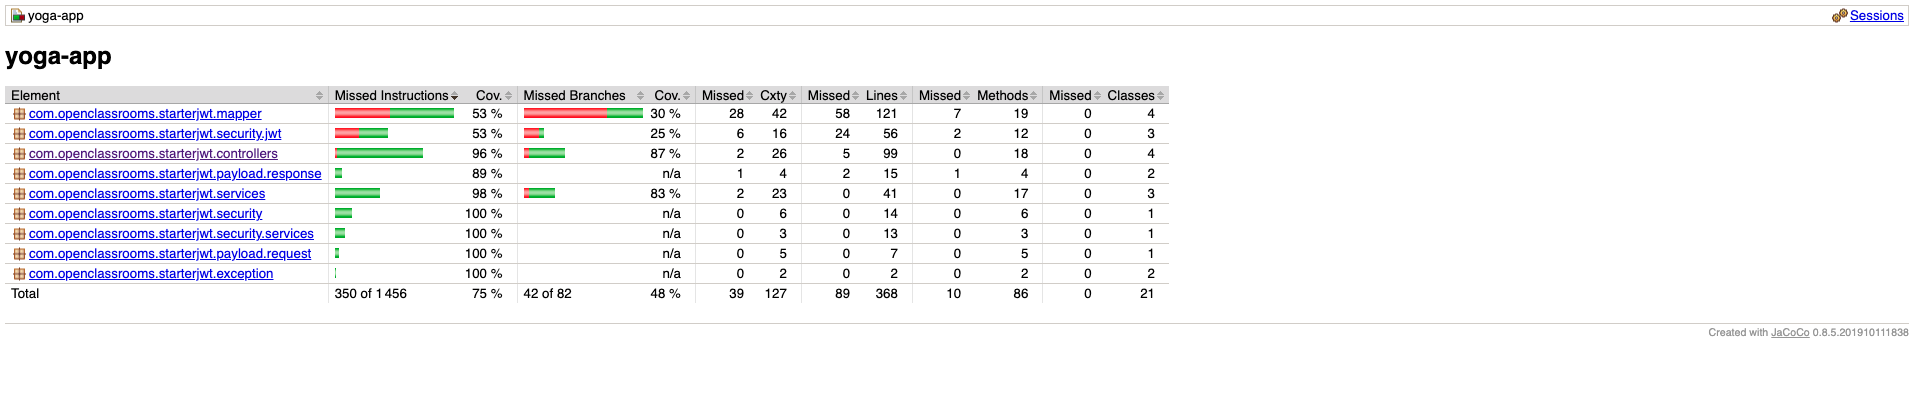 yoga-app Sessions
yoga-app
Element Missed Instructions Cov. Missed Branches Cov. Missed Cxty Missed Lines Missed Methods Missed Classes
com.openclassrooms.starterjwt.mapper 53 % 30 % 28 42 58 121 7 19 0 4
com.openclassrooms.starterjwt.security.jwt 53 % 25 % 6 16 24 56 2 12 0 3
com.openclassrooms.starterjwt.controllers 96 % 87 % 2 26 5 99 0 18 0 4
com.openclassrooms.starterjwt.payload.response 89 % n/a 1 4 2 15 1 4 0 2
com.openclassrooms.starterjwt.services 98 % 83 % 2 23 0 41 0 17 0 3
com.openclassrooms.starterjwt.security 100 % n/a 0 6 0 14 0 6 0 1
com.openclassrooms.starterjwt.security.services 100 % n/a 0 3 0 13 0 3 0 1
com.openclassrooms.starterjwt.payload.request 100 % n/a 0 5 0 7 0 5 0 1
com.openclassrooms.starterjwt.exception 100 % n/a 0 2 0 2 0 2 0 2
Total 350 of 1 456 75 % 42 of 82 48 % 39 127 89 368 10 86 0 21
Created with JaCoCo 0.8.5.201910111838